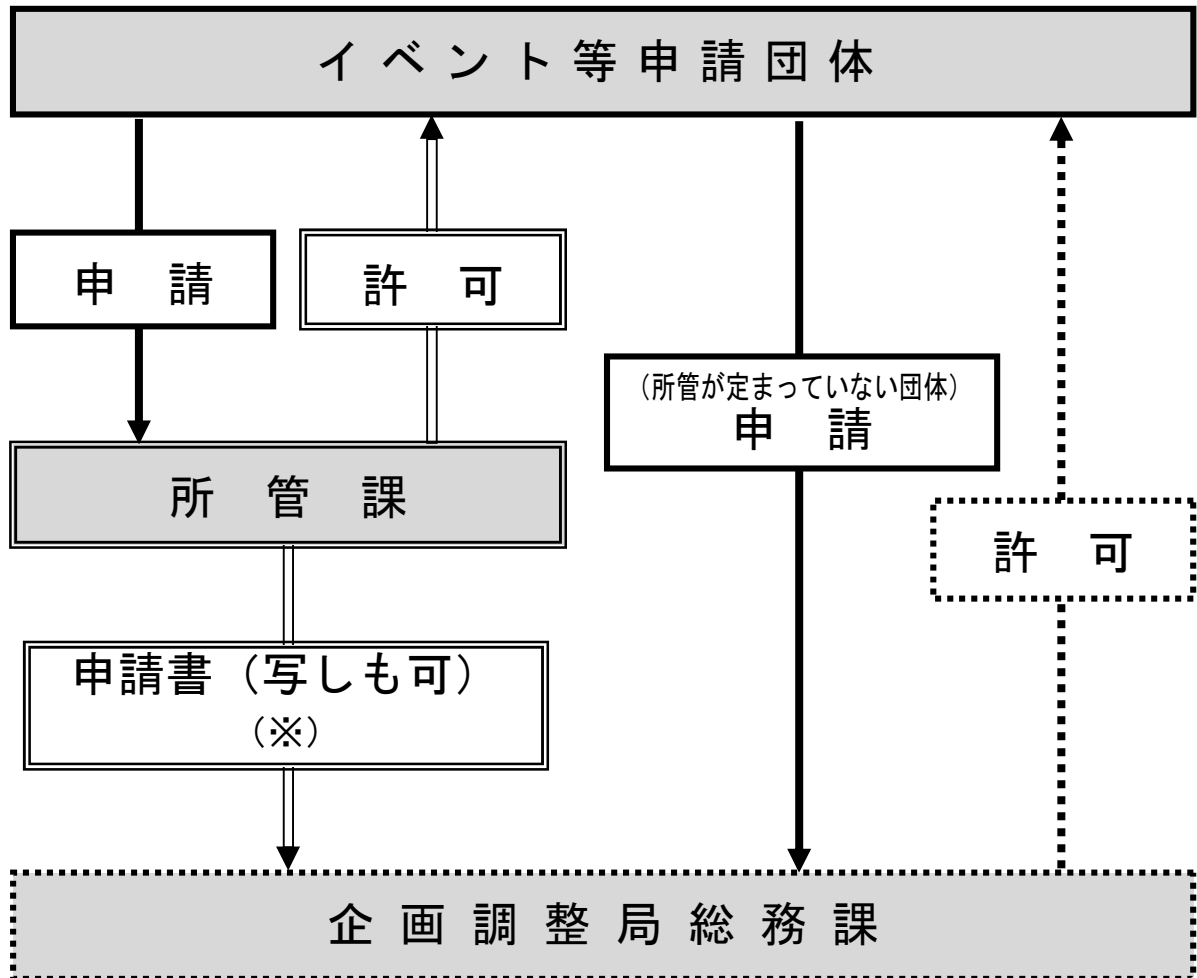 イベント等申請団体
申　請
許　可
（所管が定まっていない団体）
申　請
所　管　課
許　可
申請書（写しも可）
（※）
企画調整局総務課